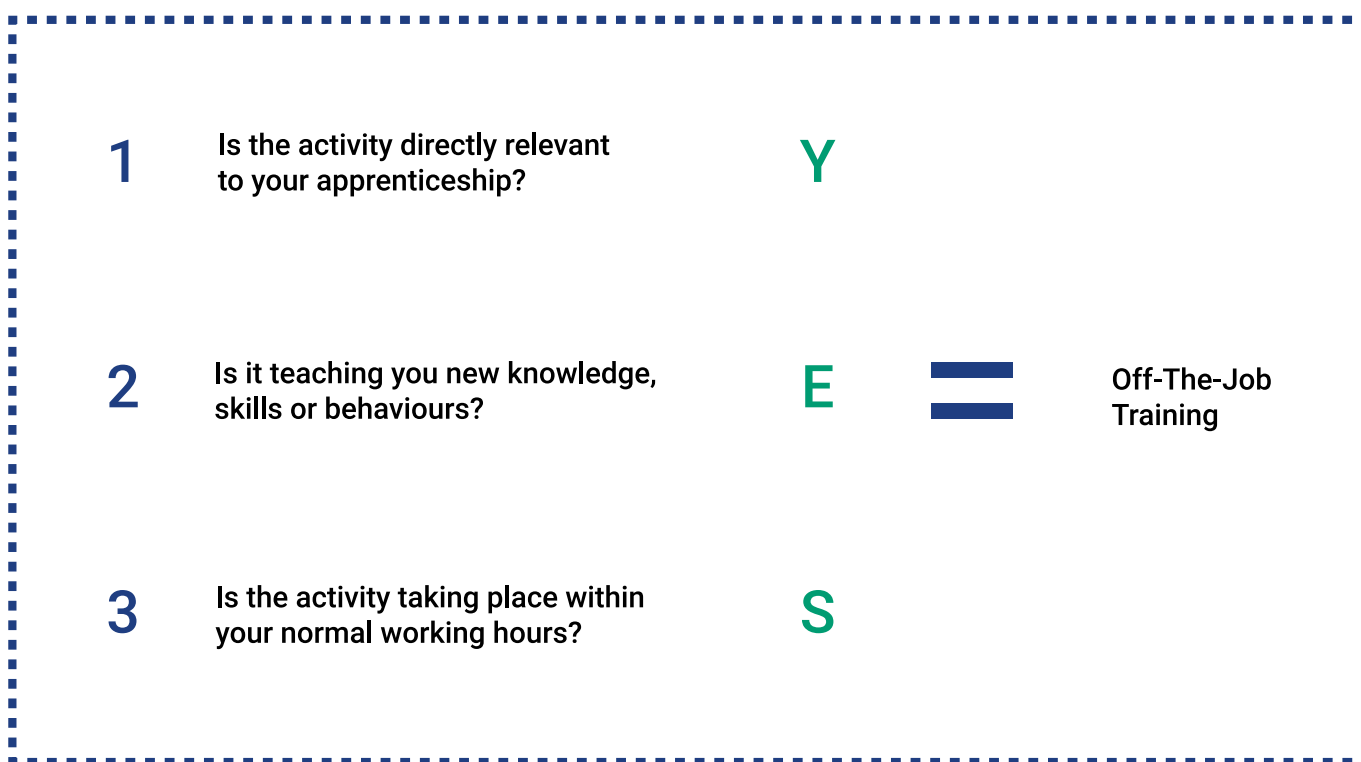 1
Is the activity directly relevant
to your apprenticeship?
Y
2
Is it teaching you new knowledge,
skills or behaviours?
E
Off-The-Job
Training
3
Is the activity taking place within
your normal working hours?
S